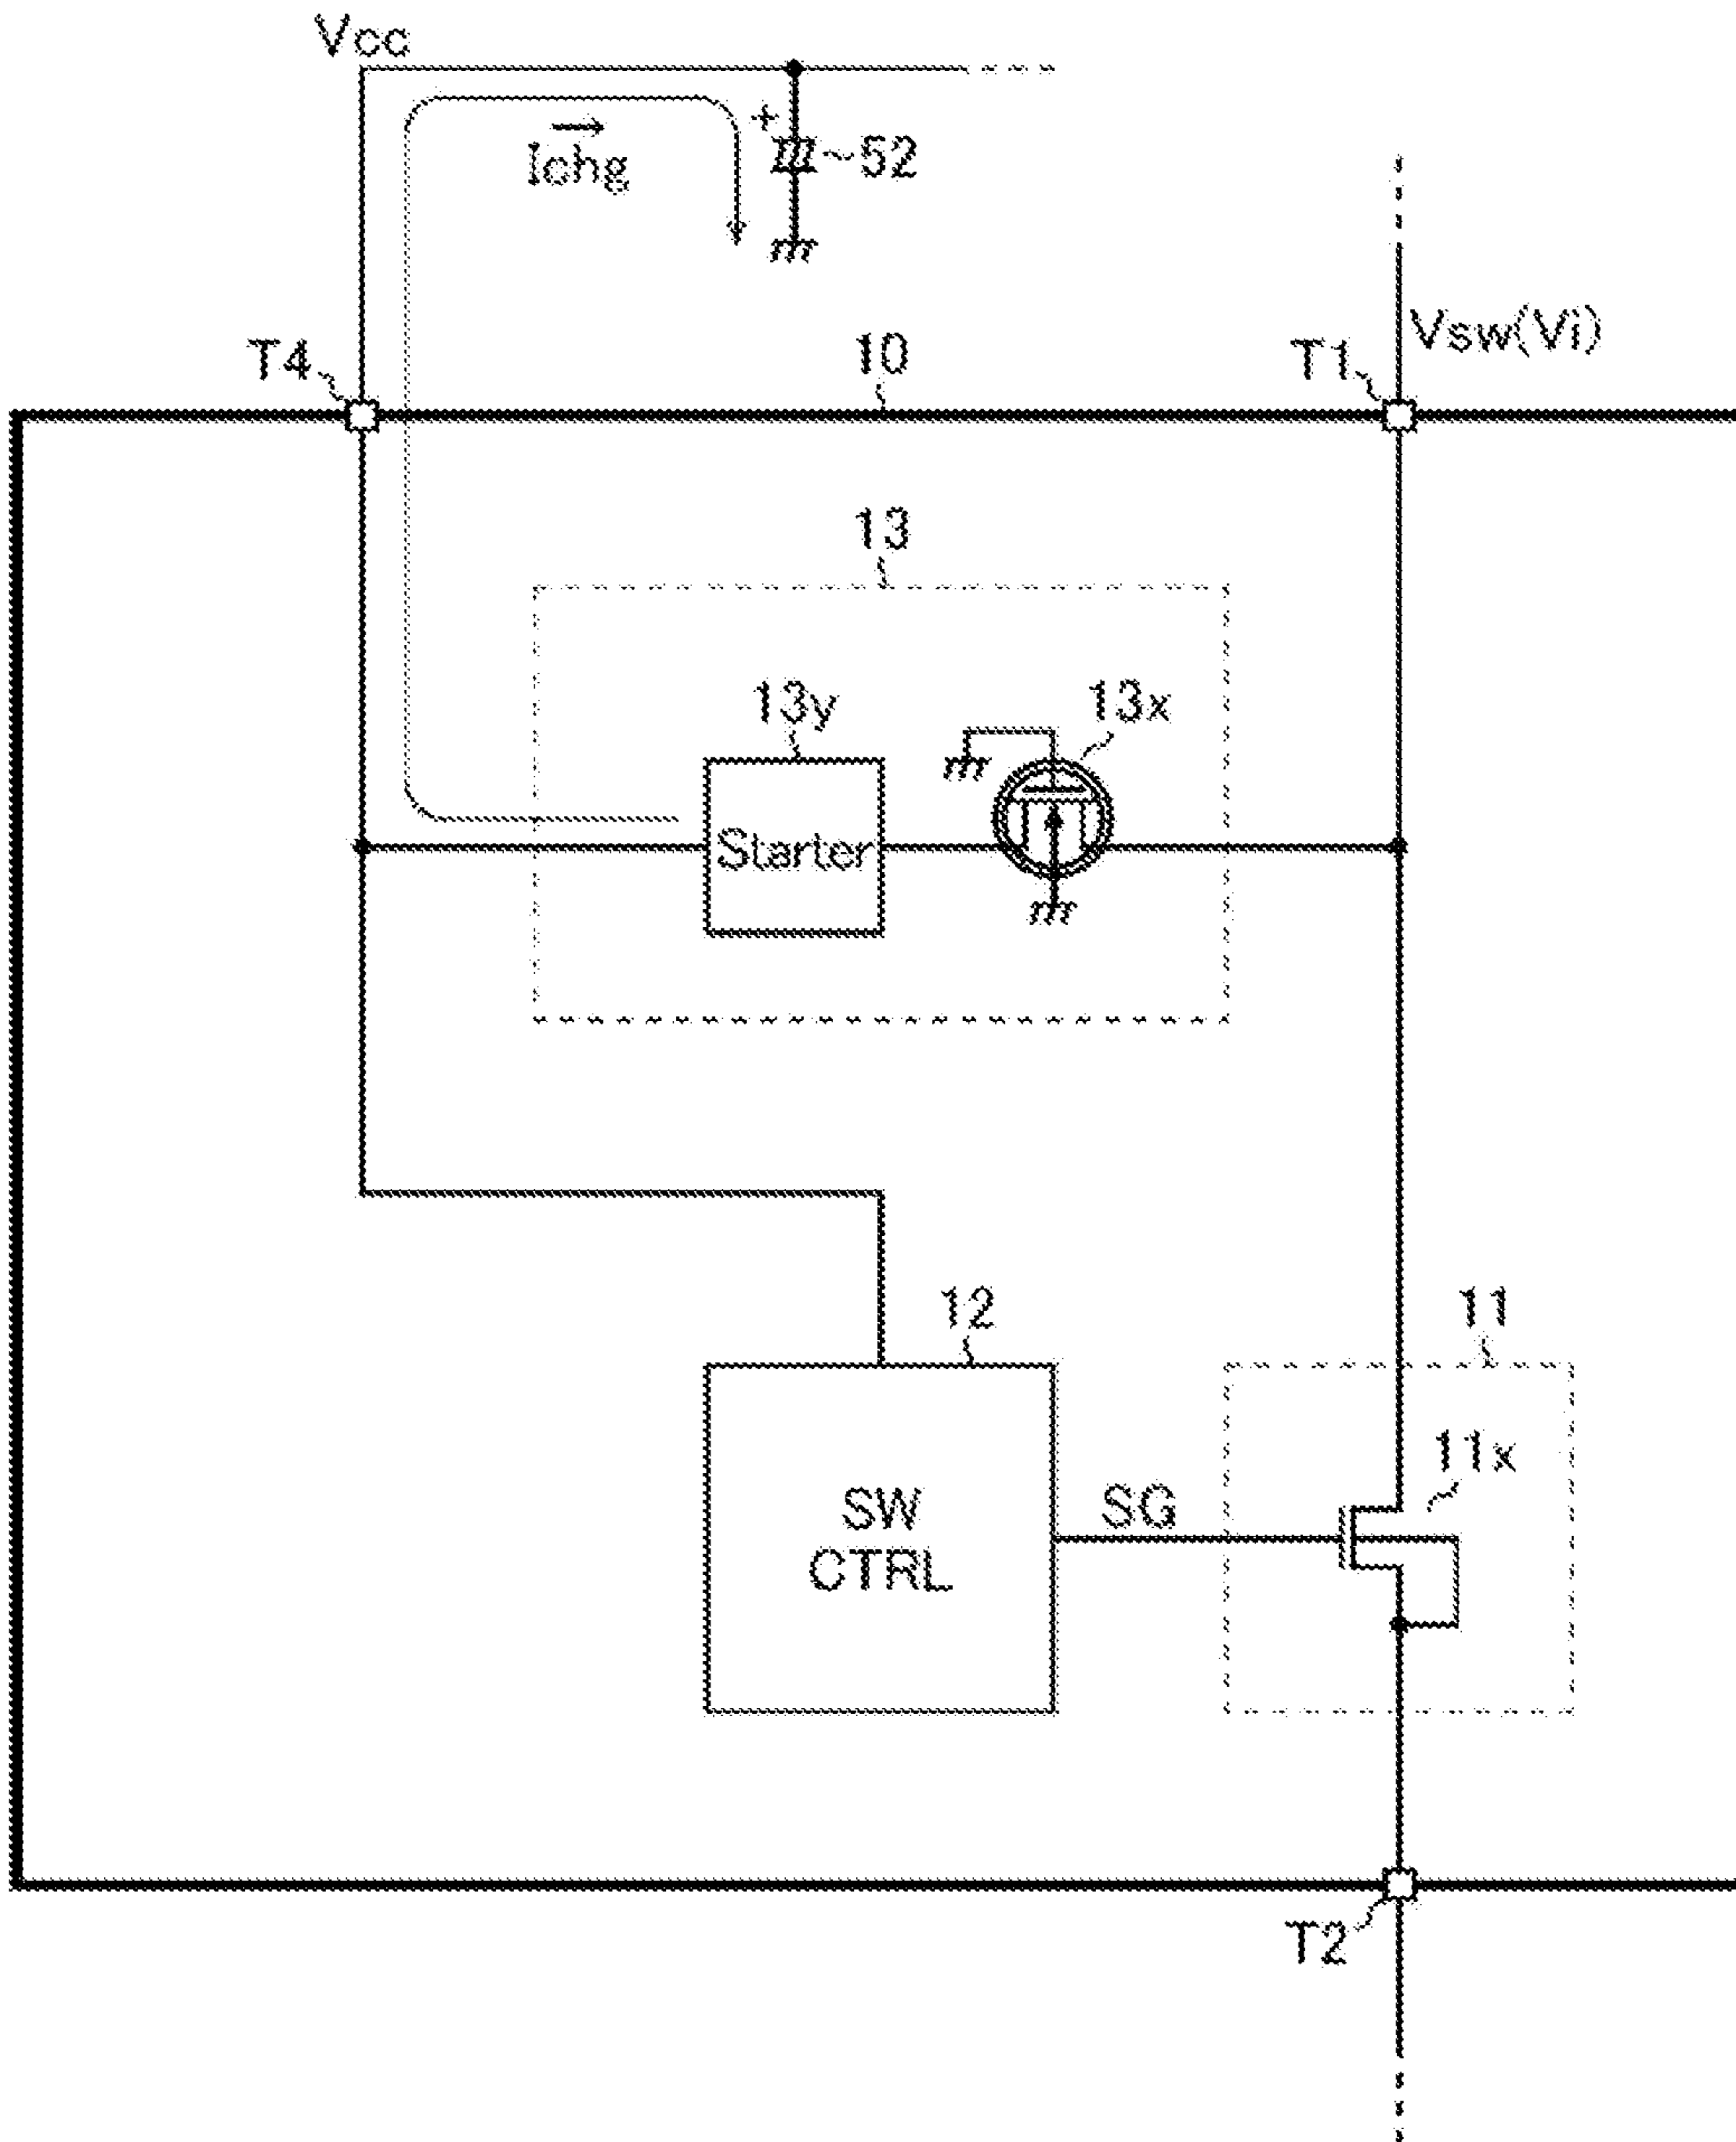 Vcc
+
~52
Ichg
Vsw(Vi)
T4
10
T1
13
13y
13x
Starter
12
11
11x
SW
CTRL
SG
T2